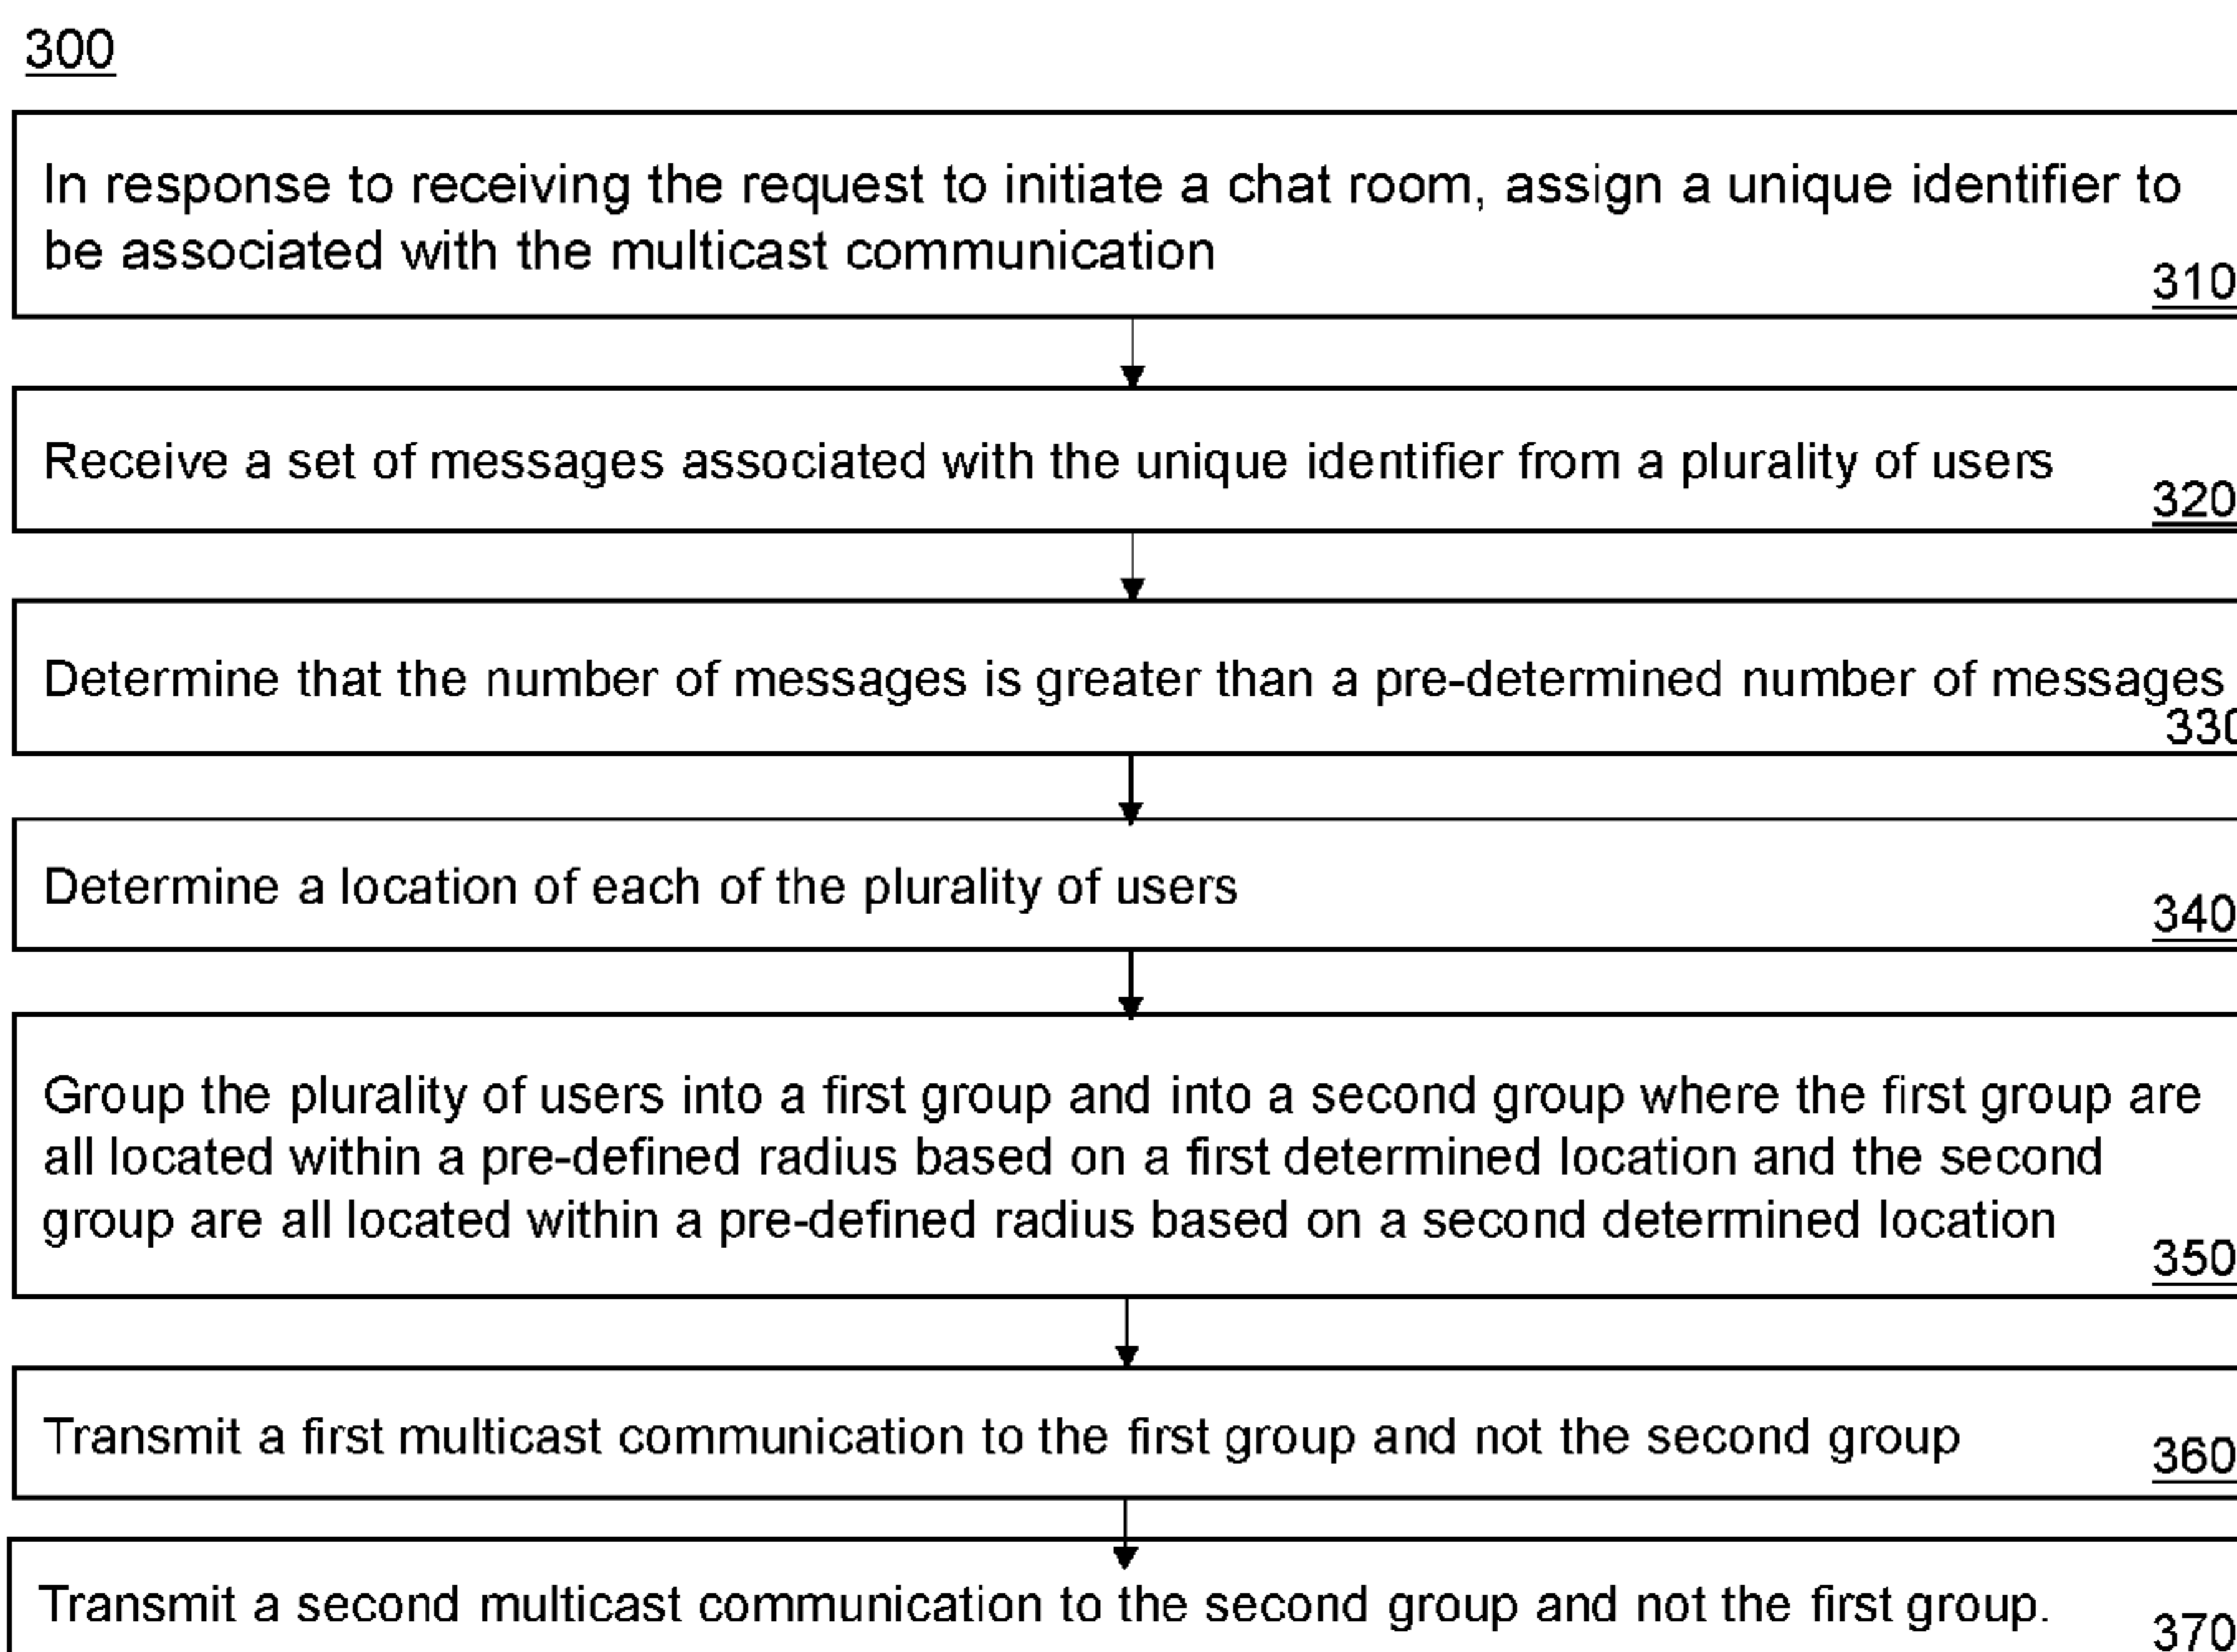 300
In response to receiving the request to initiate a chat room, assign a unique identifier to
be associated with the multicast communication
310
Receive a set of messages associated with the unique identifier from a plurality of users
320
Determine that the number of messages is greater than a pre-determined number of messages
330
Determine a location of each of the plurality of users
340
Group the plurality of users into a first group and into a second group where the first group are
all located within a pre-defined radius based on a first determined location and the second
group are all located within a pre-defined radius based on a second determined location
350
Transmit a first multicast communication to the first group and not the second group
360
Transmit a second multicast communication to the second group and not the first group.
370